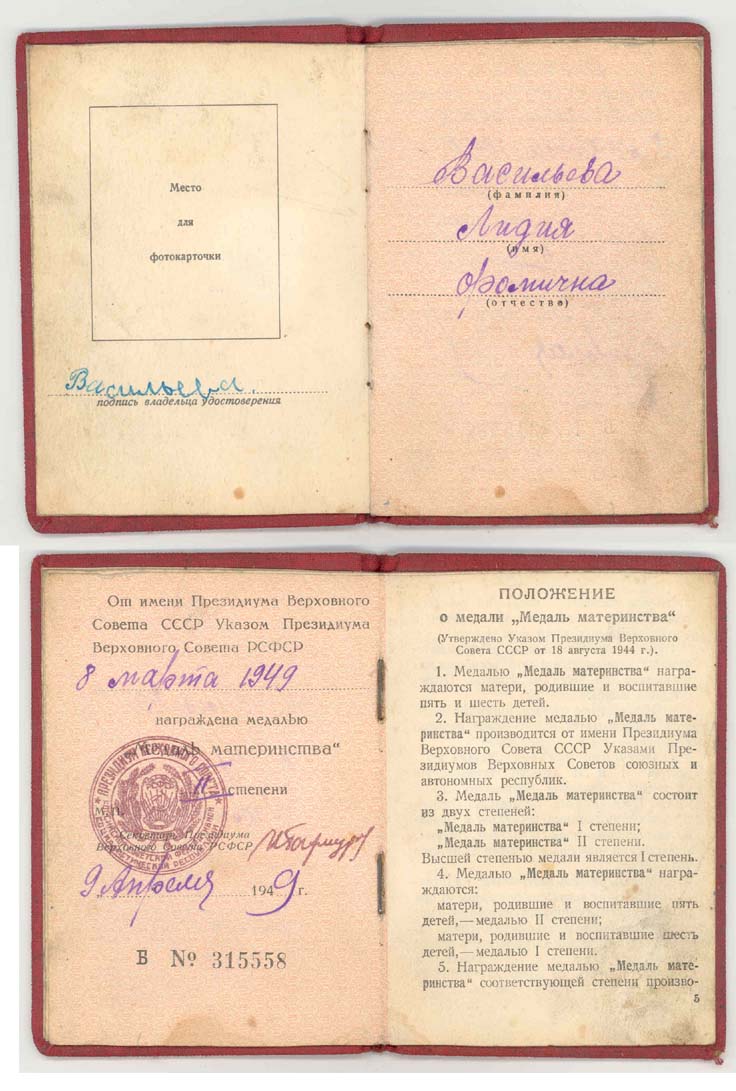 Место
для
фотокарточки
Васильева.
подпись владельца удостоверения
Васильева
(фамилия)
Лидия
(имя)
Фомична
(отчество)
От имени Президиума Верховного
Совета СССР Указом Президиума
Верховного Совета РСФСР
8 марта 1949
награждена медалью
„Медаль материнства“
II степени
М.П.
Секретарь Президиума
Верховного Совета РСФСР
9 Апреля 1949 г.
Б № 315558
ПОЛОЖЕНИЕ
о медали „Медаль материнства“
(Утверждено Указом Президиума Верховного
Совета СССР от 18 августа 1944 г.).
1. Медалью „Медаль материнства“ награ-
ждаются матери, родившие и воспитавшие
пять и шесть детей.
2. Награждение медалью „Медаль мате-
ринства“ производится от имени Президиума
Верховного Совета СССР Указами Пре-
зидиумов Верховных Советов союзных и
автономных республик.
3. Медаль „Медаль материнства“ состоит
из двух степеней:
„Медаль материнства“ I степени;
„Медаль материнства“ II степени.
Высшей степенью медали является I степень.
4. Медалью „Медаль материнства“ награ-
ждаются:
матери, родившие и воспитавшие пять
детей,—медалью II степени;
матери, родившие и воспитавшие шесть
детей,—медалью I степени.
5. Награждение медалью „Медаль мате-
ринства“ соответствующей степени произво-
5